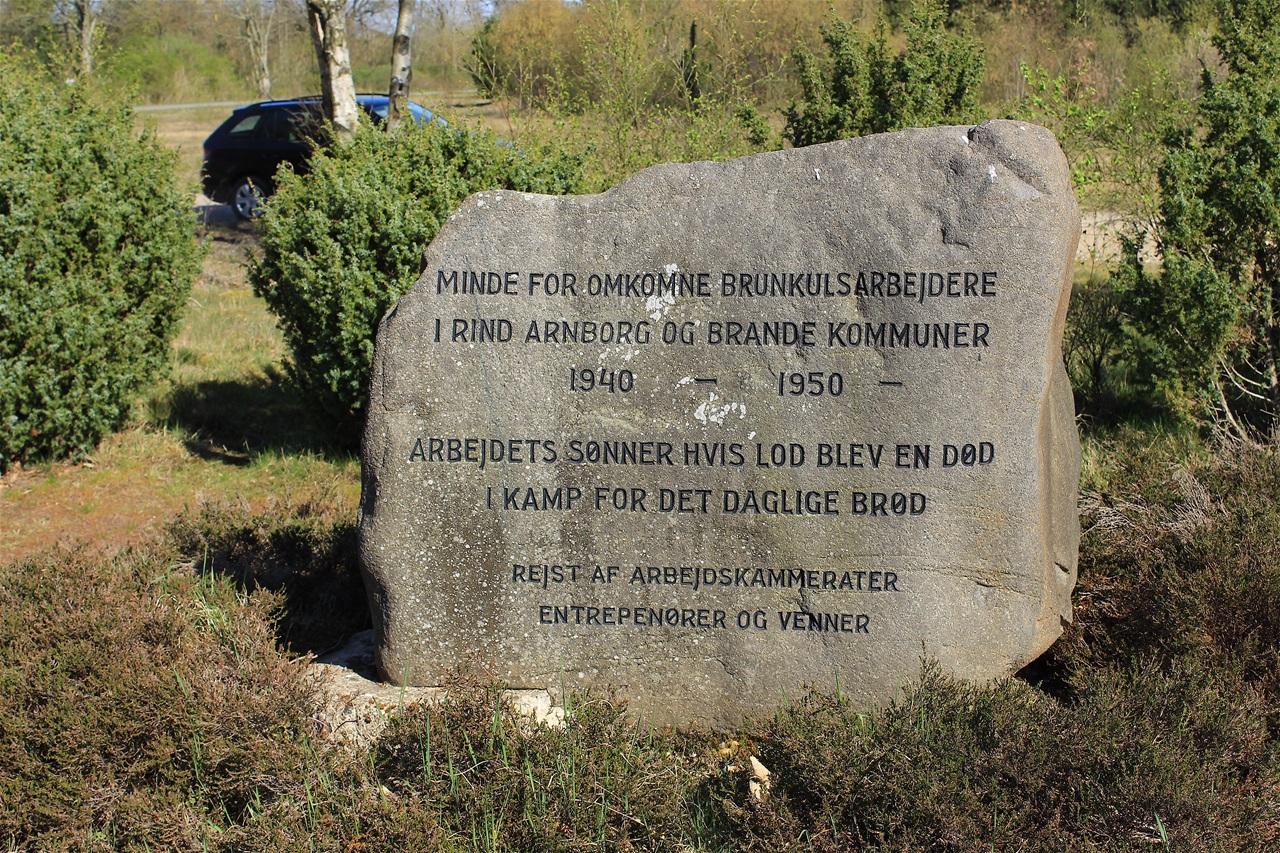 MINDE FOR OMKOMNE BRUNKULSARBEJDERE
I RIND ARNBORG OG BRANDE KOMMUNER
1940 — 1950 —
ARBEJDETS SØNNER HVIS LOD BLEV EN DØD
I KAMP FOR DET DAGLIGE BRØD
REJST AF ARBEJDSKAMMERATER
ENTREPENØRER OG VENNER